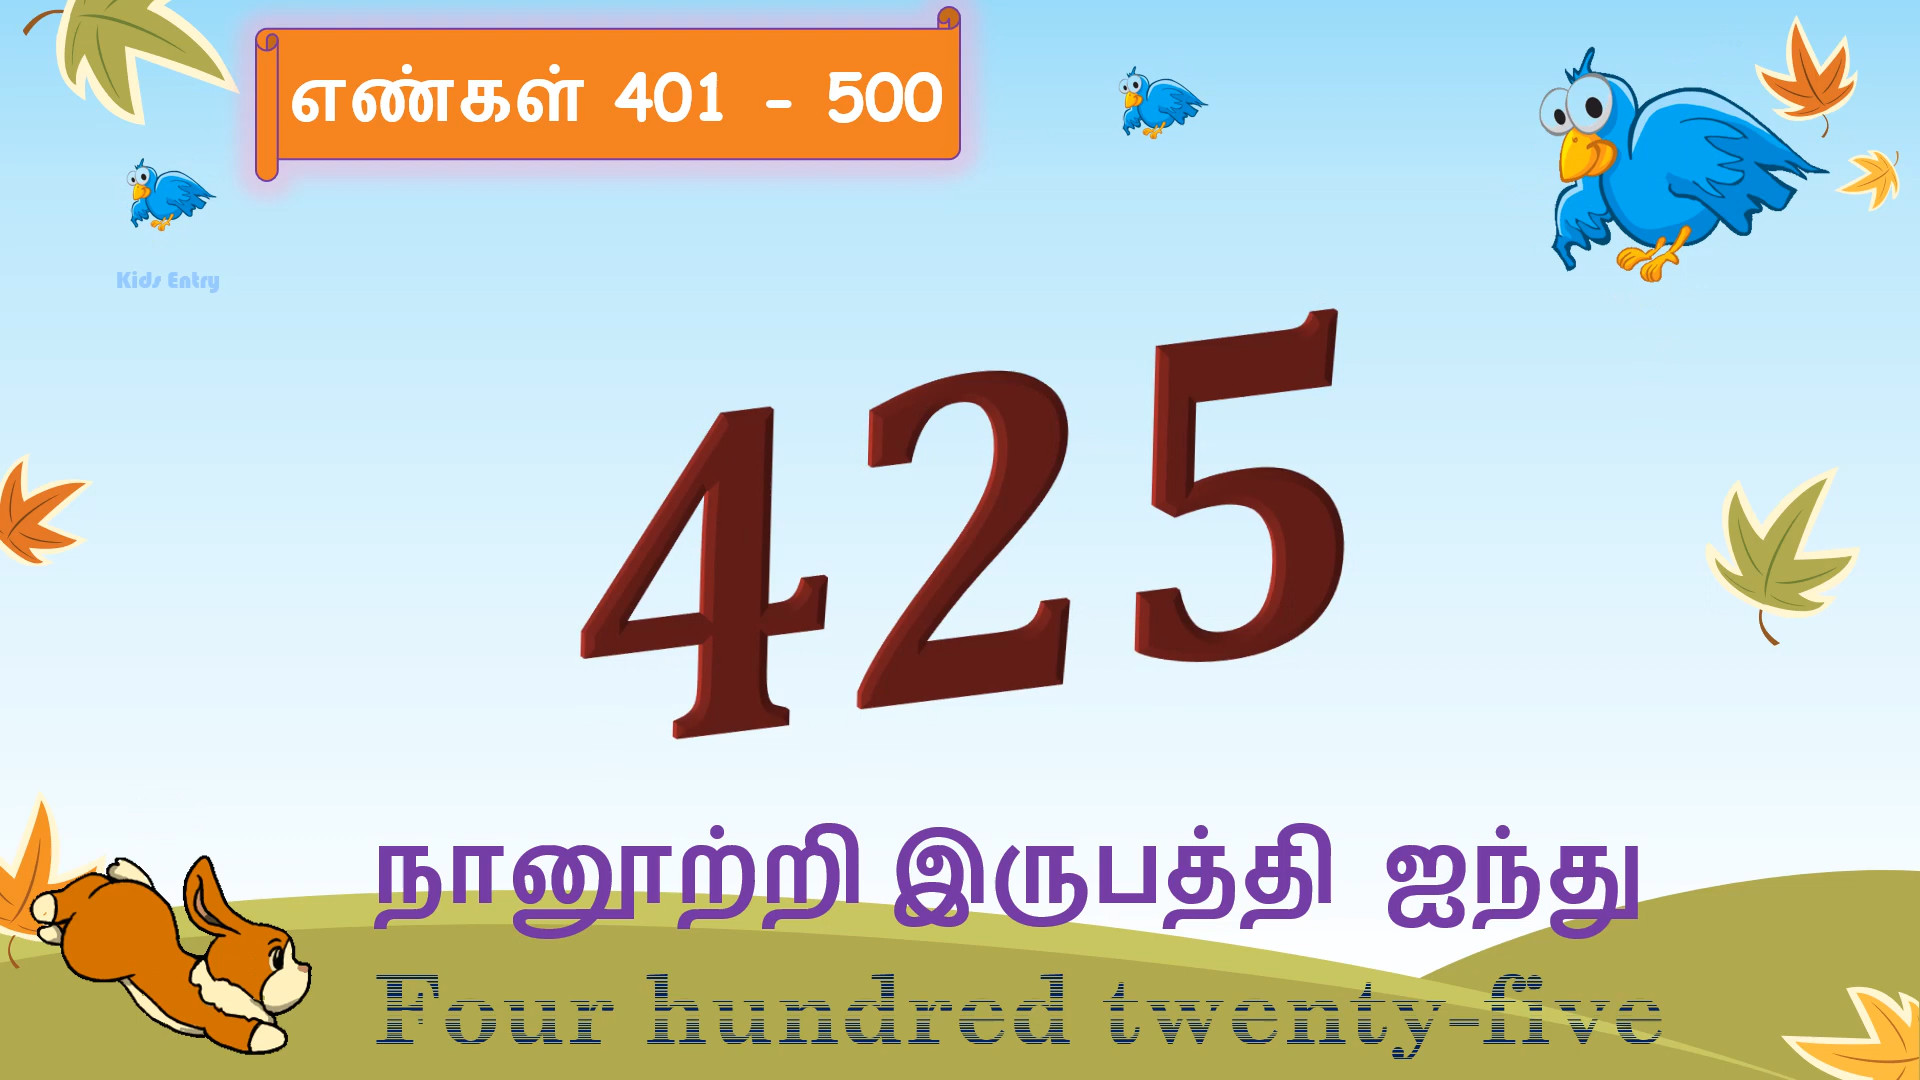 எண்கள் 401 - 500
Kids Entry
425
நானூற்றி இருபத்தி ஐந்து
Four hundred twenty-five